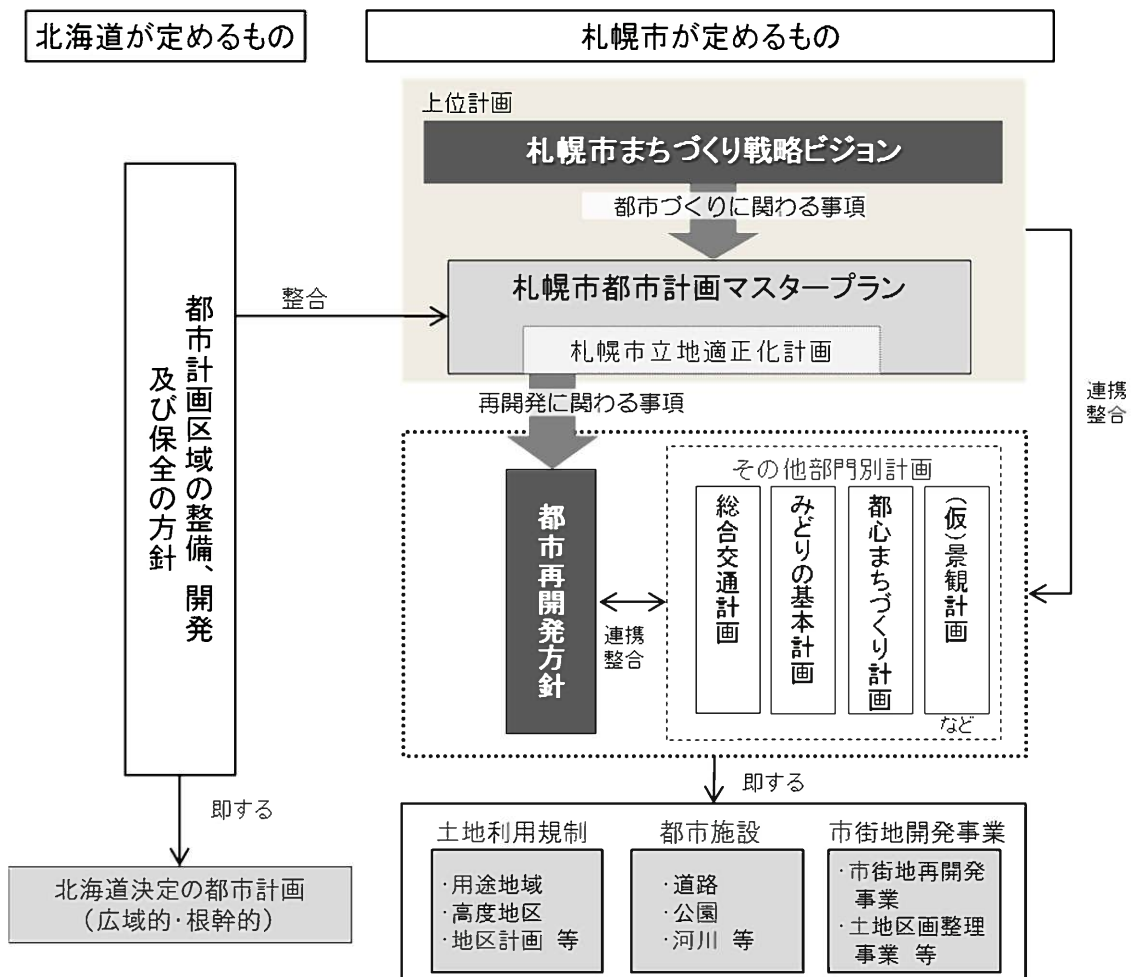 北海道が定めるもの
札幌市が定めるもの
上位計画
札幌市まちづくり戦略ビジョン
都市づくりに関わる事項
札幌市都市計画マスタープラン
札幌市立地適正化計画
整合
都市計画区域の整備、開発
及び保全の方針
再開発に関わる事項
連携
整合
都市再開発方針
連携
整合
その他部門別計画
総合交通計画
みどりの基本計画
都心まちづくり計画
(仮)景観計画
など
即する
即する
北海道決定の都市計画
(広域的・根幹的)
土地利用規制
・用途地域
・高度地区
・地区計画 等
都市施設
・道路
・公園
・河川 等
市街地開発事業
・市街地再開発
事業
・土地区画整理
事業 等